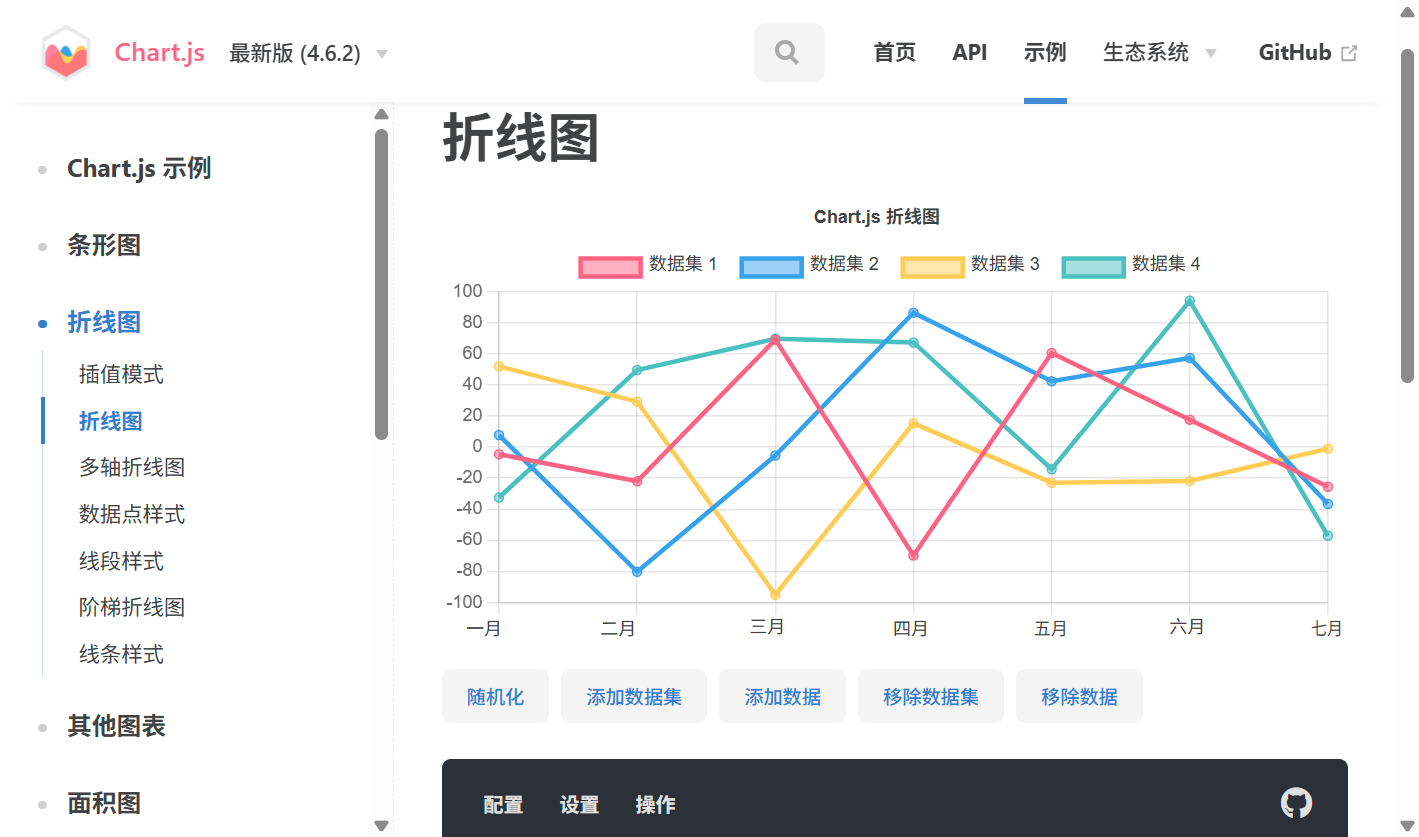 Chart.js 最新版 (4.6.2) 首页 API 示例 生态系统 GitHub
Chart.js 示例
条形图
折线图
插值模式
折线图
多轴折线图
数据点样式
线段样式
阶梯折线图
线条样式
其他图表
面积图
折线图
Chart.js 折线图
数据集 1 数据集 2 数据集 3 数据集 4
100
80
60
40
20
0
-20
-40
-60
-80
-100
一月 二月 三月 四月 五月 六月 七月
随机化 添加数据集 添加数据 移除数据集 移除数据
配置 设置 操作